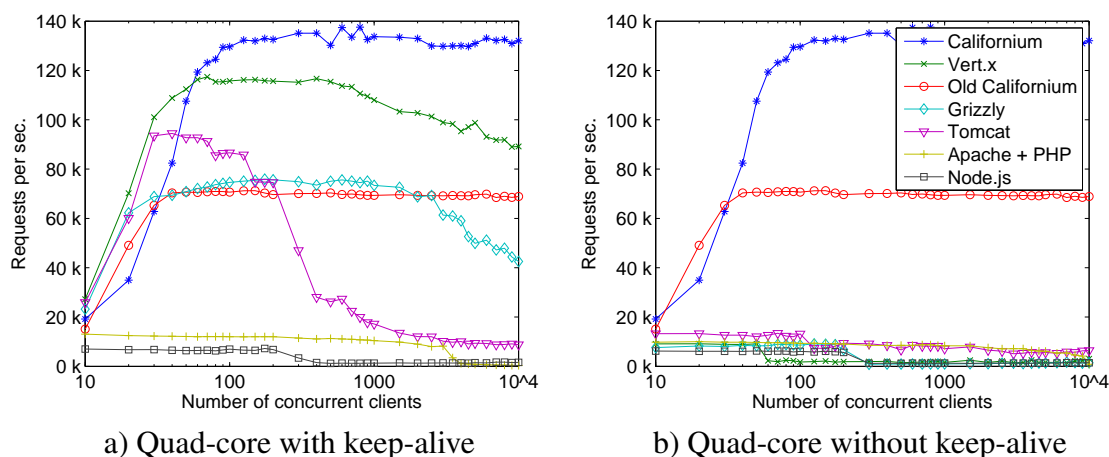 140 k
120 k
100 k
80 k
60 k
40 k
20 k
0 k
Requests per sec.
10
100
1000
10^4
Number of concurrent clients
a) Quad-core with keep-alive
140 k
120 k
100 k
80 k
60 k
40 k
20 k
0 k
Requests per sec.
10
100
1000
10^4
Number of concurrent clients
Californium
Vert.x
Old Californium
Grizzly
Tomcat
Apache + PHP
Node.js
b) Quad-core without keep-alive